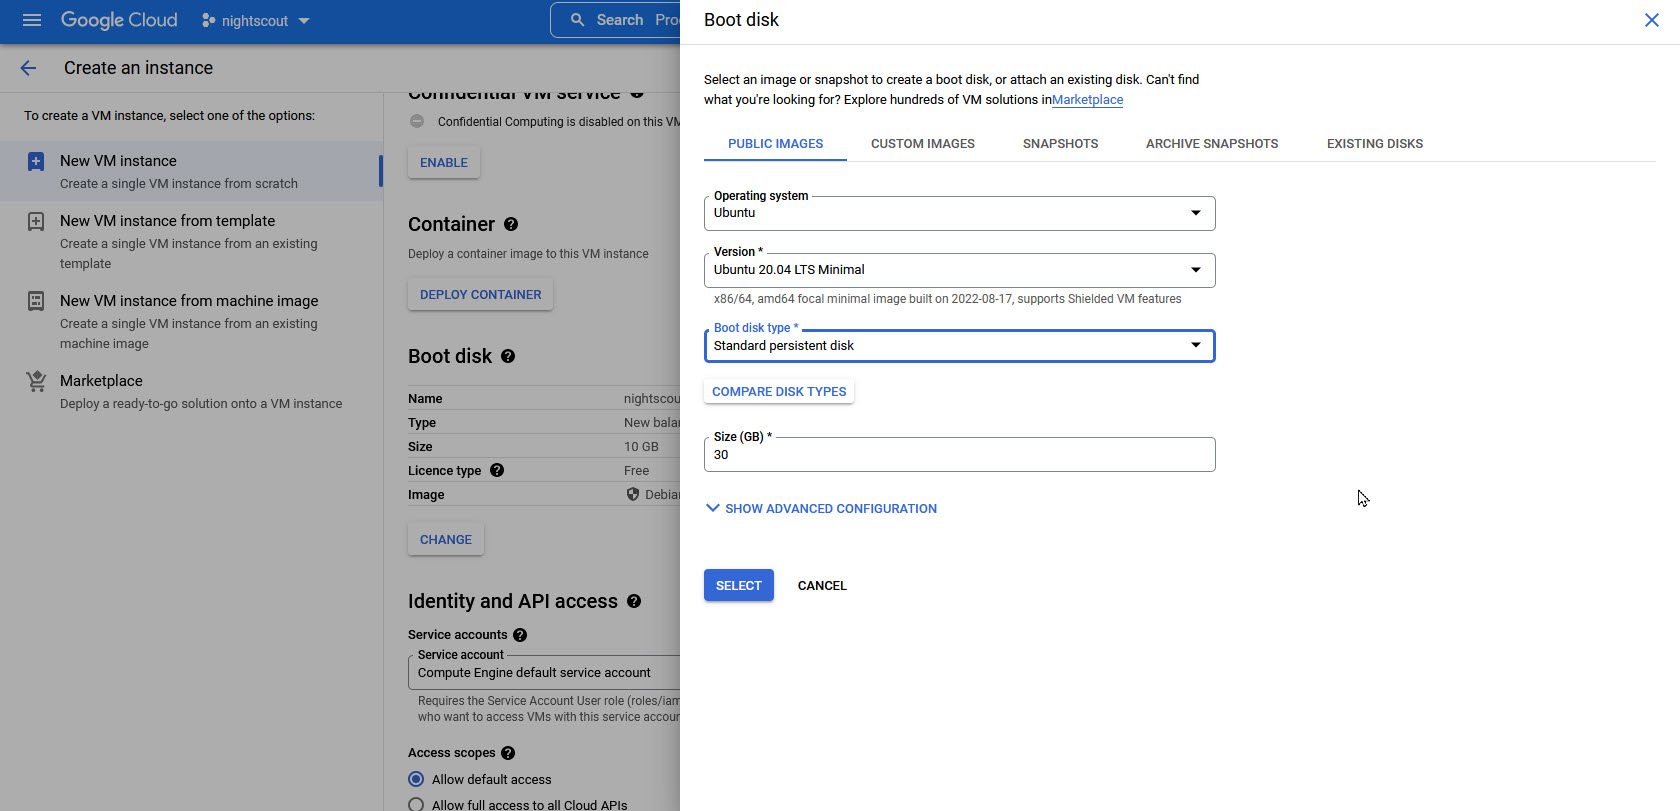 Google Cloud
nightscout
Search Pro
Create an instance
To create a VM instance, select one of the options:
New VM instance
Create a single VM instance from scratch
New VM instance from template
Create a single VM instance from an existing
template
New VM instance from machine image
Create a single VM instance from an existing
machine image
Marketplace
Deploy a ready-to-go solution onto a VM instance
Confidential VM service
Confidential Computing is disabled on this VM
ENABLE
Container
Deploy a container image to this VM instance
DEPLOY CONTAINER
Boot disk
Name nightscou
Type New bala
Size 10 GB
Licence type Free
Image Debia
CHANGE
Identity and API access
Service accounts
Service account
Compute Engine default service account
Requires the Service Account User role (roles/iam
who want to access VMs with this service accou
Access scopes
Allow default access
Allow full access to all Cloud APIs
Boot disk
Select an image or snapshot to create a boot disk, or attach an existing disk. Can't find
what you're looking for? Explore hundreds of VM solutions inMarketplace
PUBLIC IMAGES CUSTOM IMAGES SNAPSHOTS ARCHIVE SNAPSHOTS EXISTING DISKS
Operating system
Ubuntu
Version *
Ubuntu 20.04 LTS Minimal
x86/64, amd64 focal minimal image built on 2022-08-17, supports Shielded VM features
Boot disk type *
Standard persistent disk
COMPARE DISK TYPES
Size (GB) *
30
SHOW ADVANCED CONFIGURATION
SELECT CANCEL